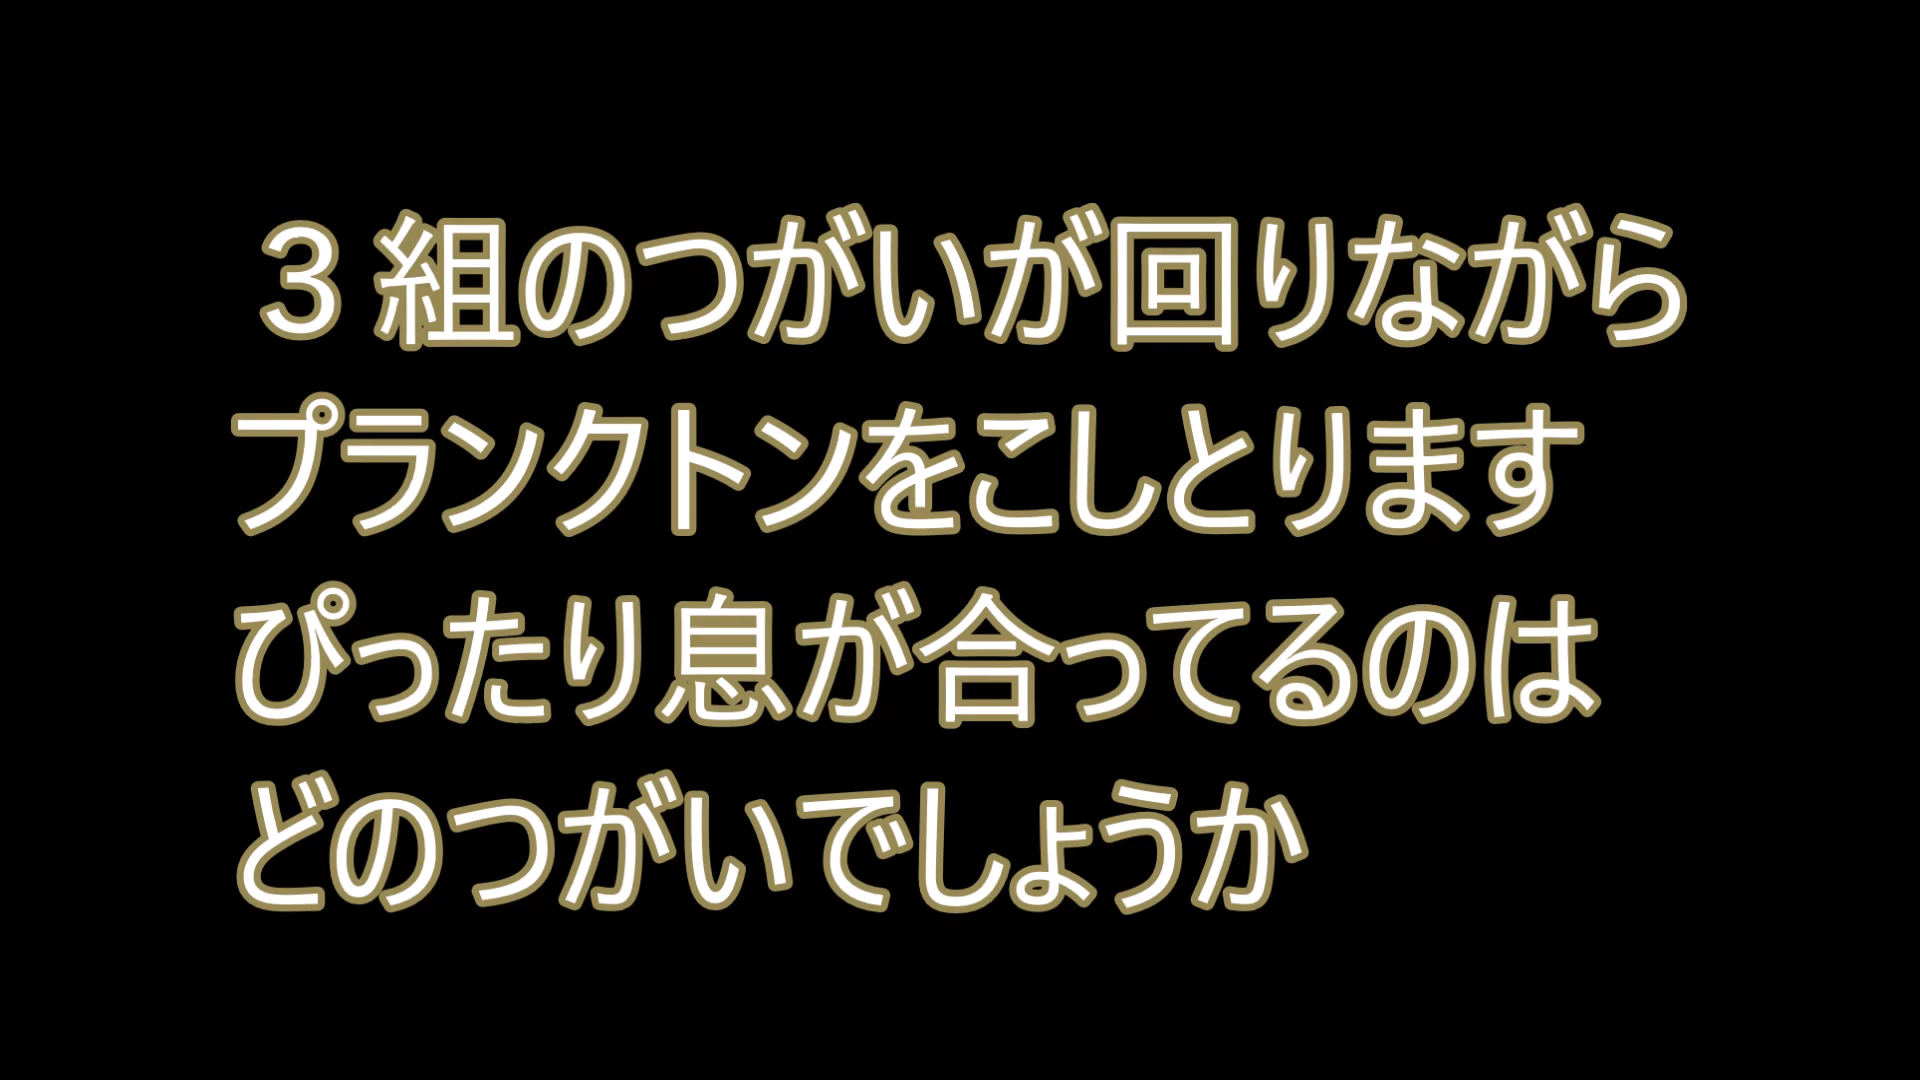 ３組のつがいが回りながら
プランクトンをこしとります
ぴったり息が合ってるのは
どのつがいでしょうか